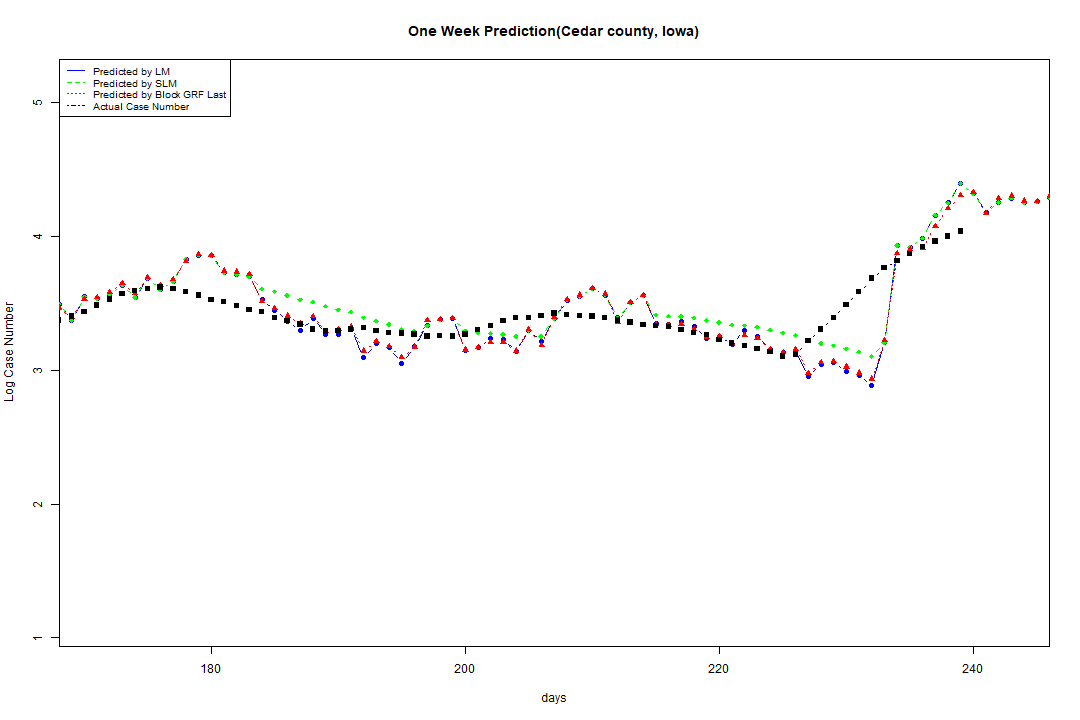 One Week Prediction(Cedar county, Iowa)
Predicted by LM
Predicted by SLM
Predicted by Block GRF Last
Actual Case Number
5
4
3
2
1
Log Case Number
180 200 220 240
days